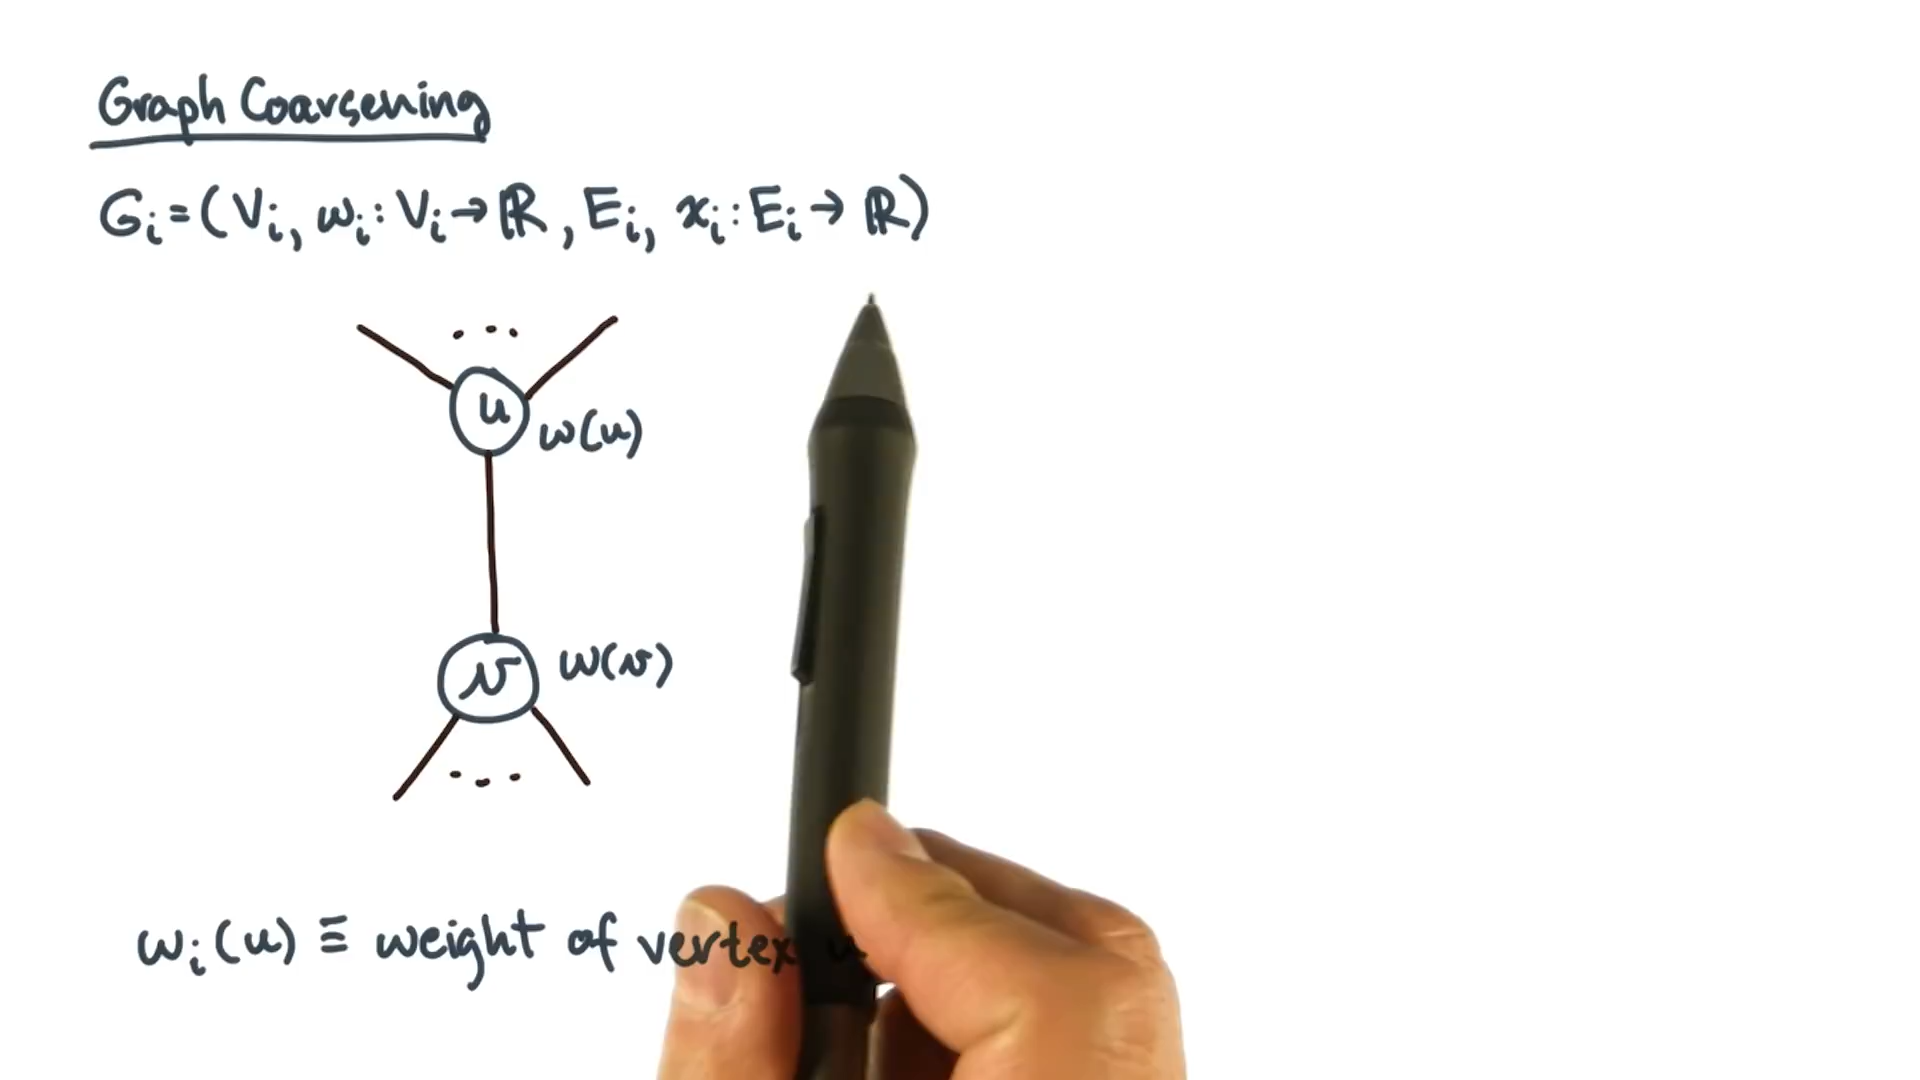 Graph Coarsening
Gᵢ = (Vᵢ, wᵢ: Vᵢ → ℝ, Eᵢ, xᵢ: Eᵢ → ℝ)
...
u
w(u)
v
w(v)
...
wᵢ(u) ≡ weight of vertex u